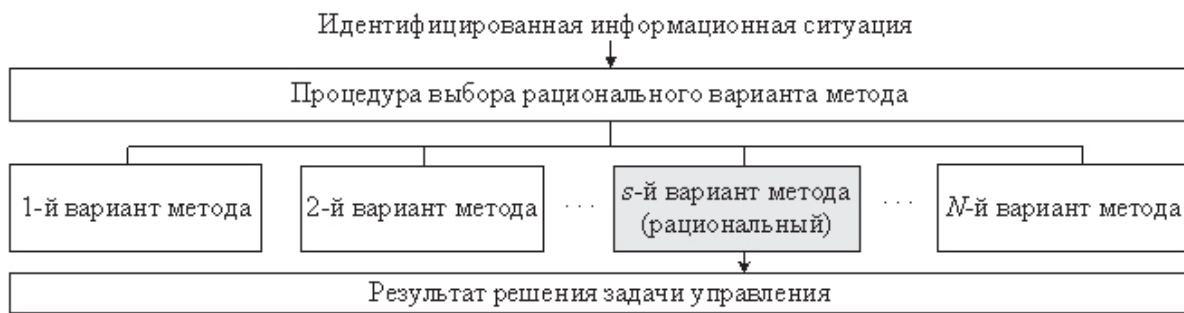 Идентифицированная информационная ситуация
Процедура выбора рационального варианта метода
1-й вариант метода
2-й вариант метода
. . .
s-й вариант метода
(рациональный)
. . .
N-й вариант метода
Результат решения задачи управления